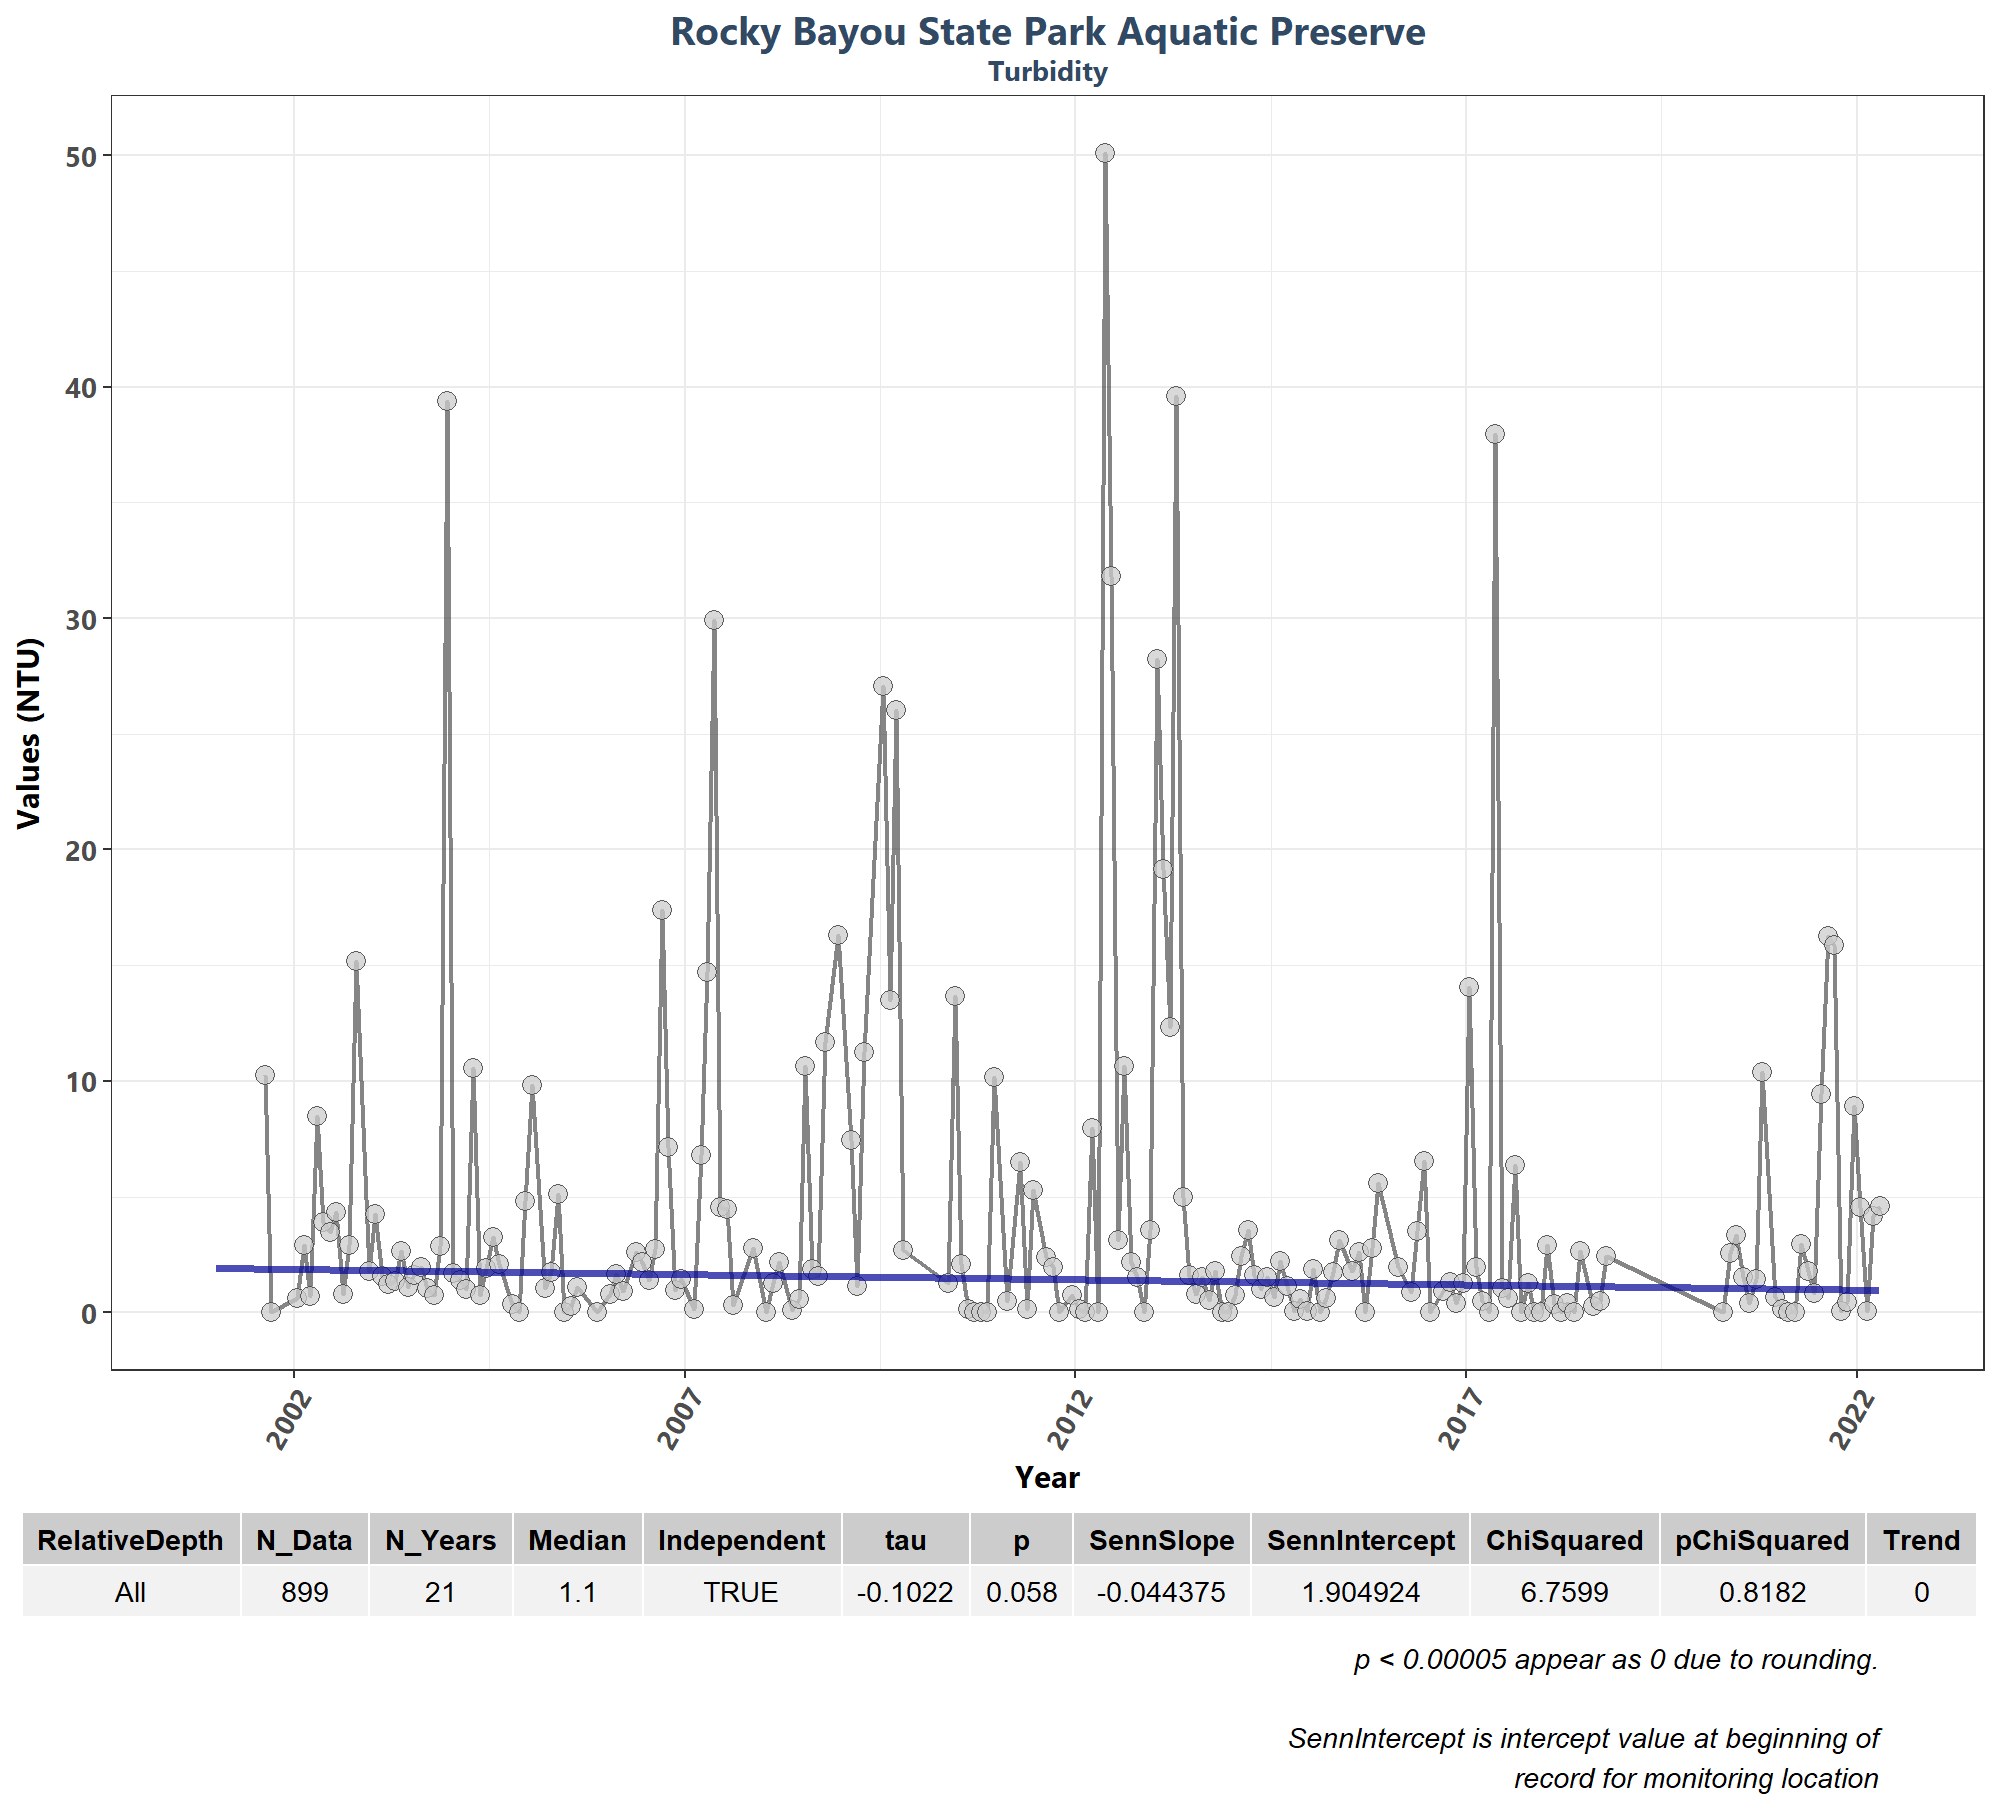 Rocky Bayou State Park Aquatic Preserve
Turbidity
Values (NTU)
50
40
30
20
10
0
2002 2007 2012 2017 2022
Year
RelativeDepth N_Data N_Years Median Independent tau p SennSlope SennIntercept ChiSquared pChiSquared Trend
All 899 21 1.1 TRUE -0.1022 0.058 -0.044375 1.904924 6.7599 0.8182 0
p < 0.00005 appear as 0 due to rounding.
SennIntercept is intercept value at beginning of
record for monitoring location